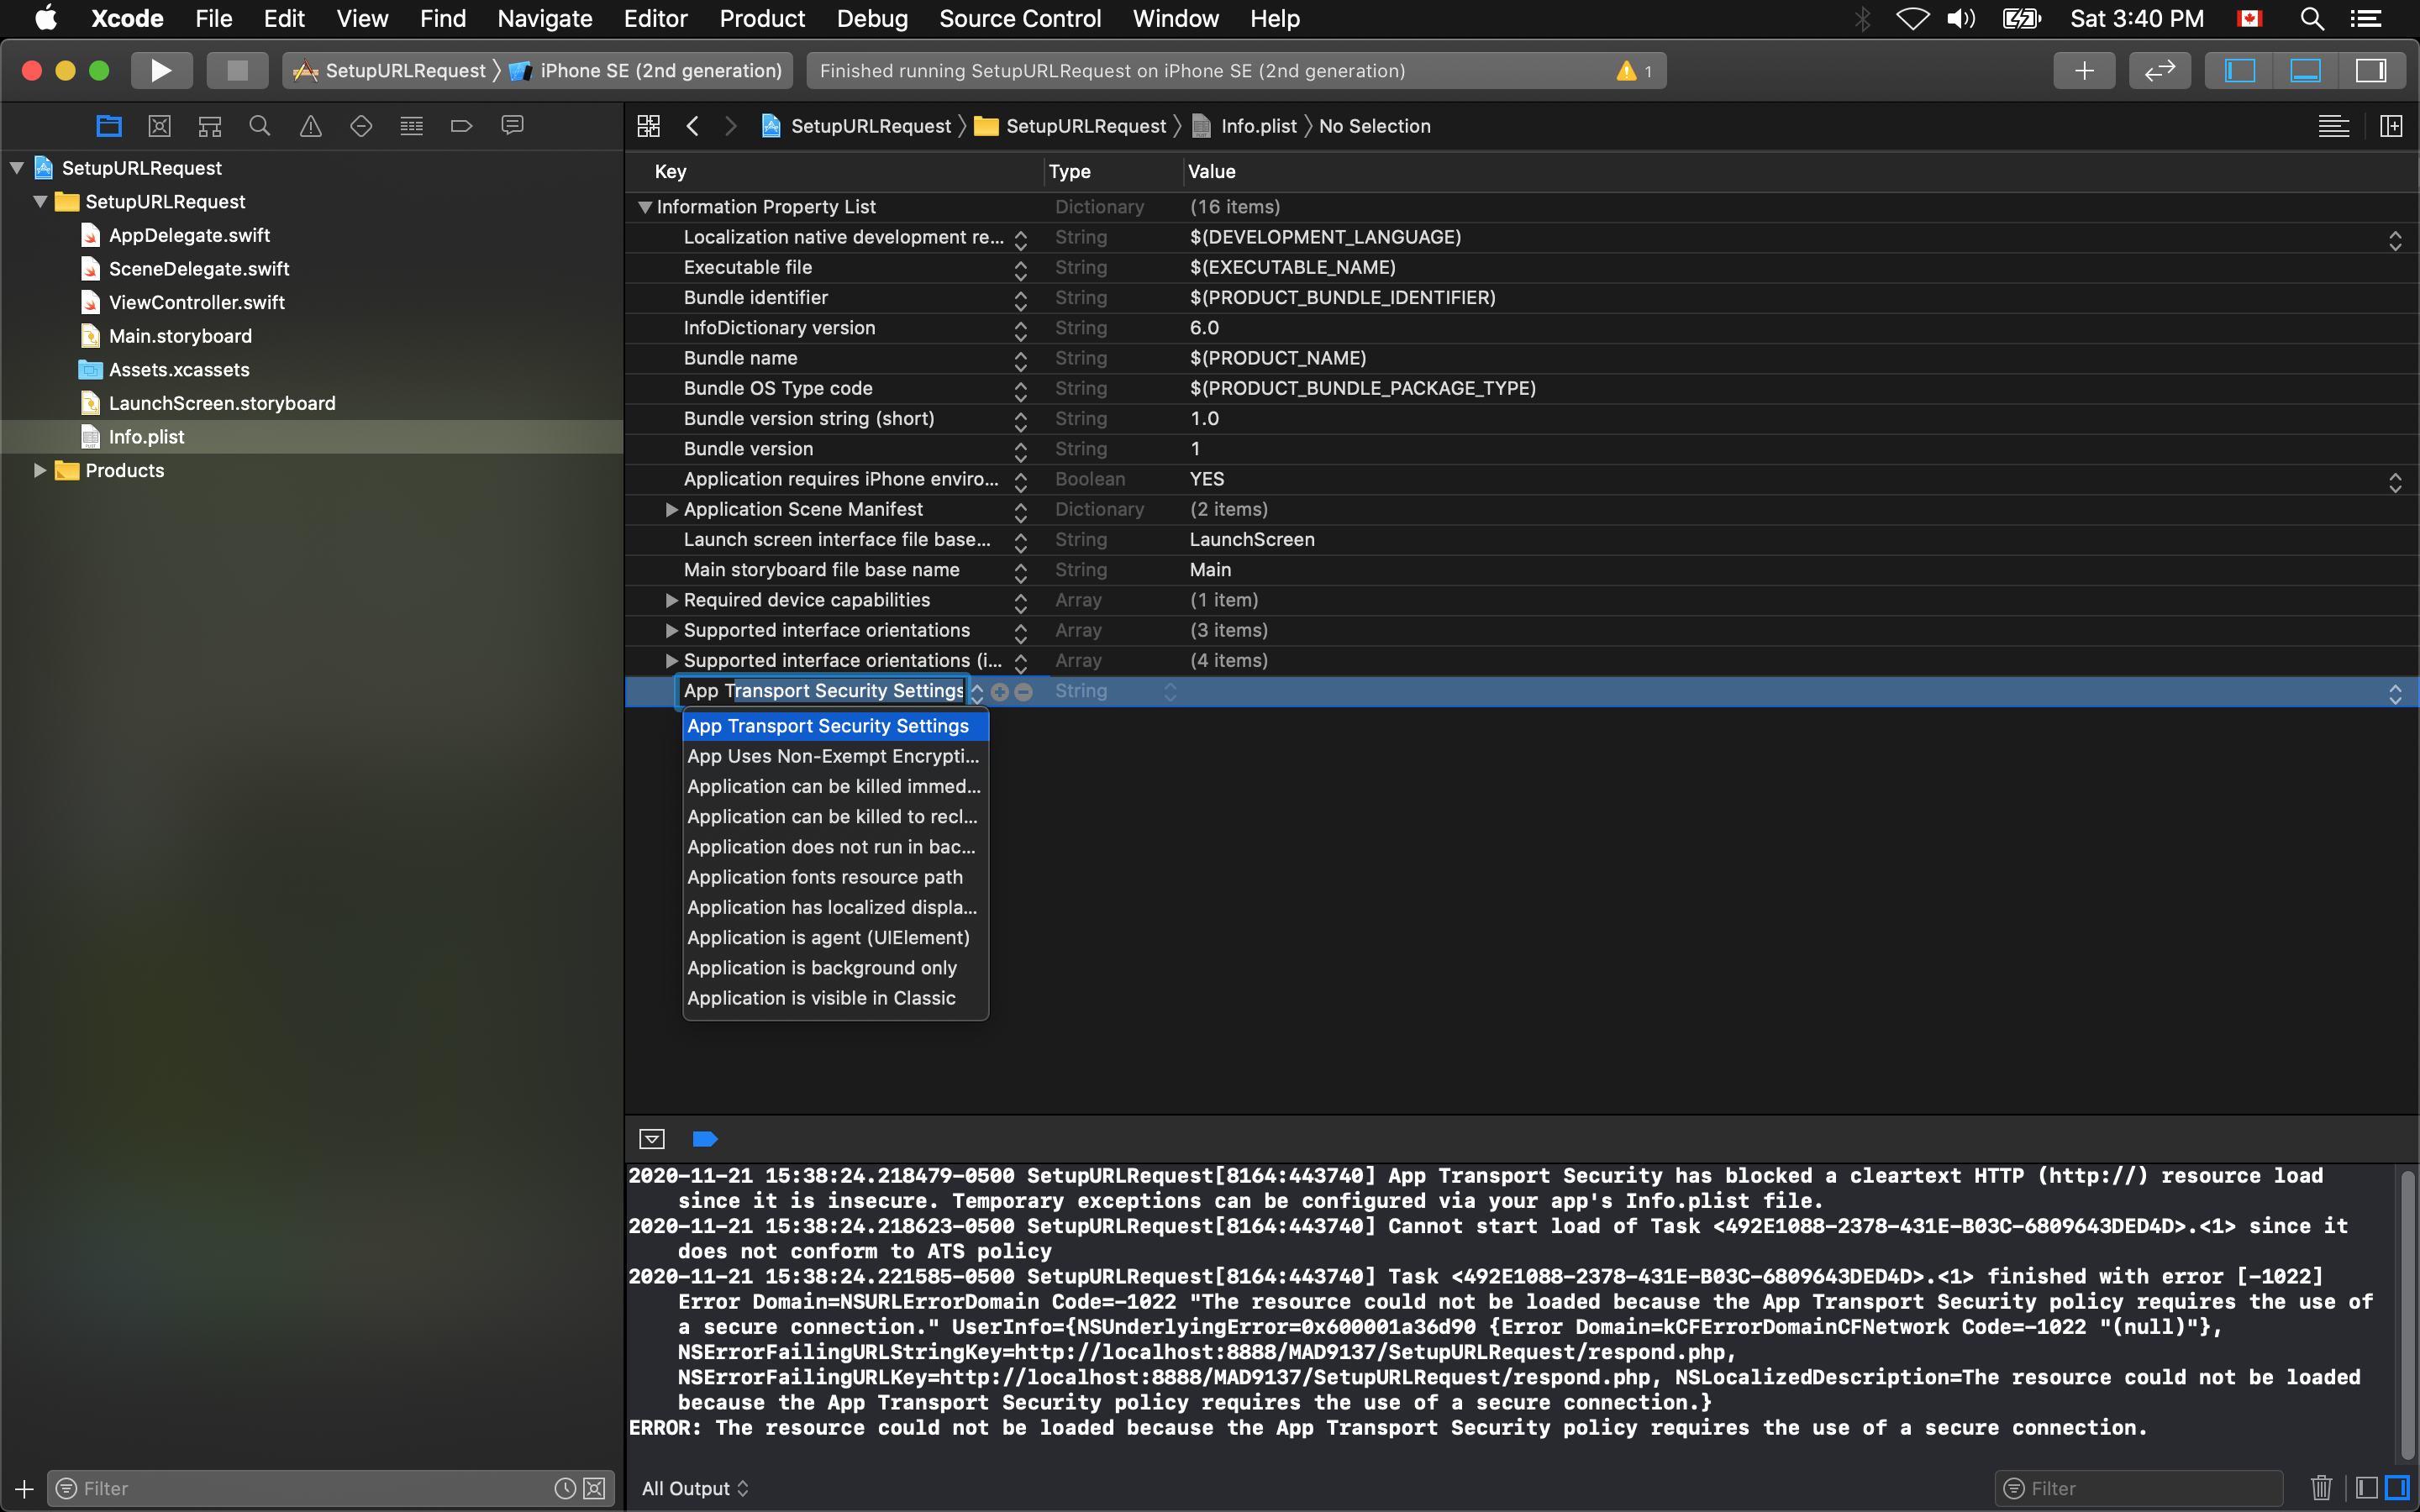 Xcode File Edit View Find Navigate Editor Product Debug Source Control Window Help Sat 3:40 PM
SetupURLRequest iPhone SE (2nd generation) Finished running SetupURLRequest on iPhone SE (2nd generation) 1
SetupURLRequest SetupURLRequest Info.plist No Selection
SetupURLRequest
SetupURLRequest
AppDelegate.swift
SceneDelegate.swift
ViewController.swift
Main.storyboard
Assets.xcassets
LaunchScreen.storyboard
Info.plist
Products
Filter
Key Type Value
Information Property List Dictionary (16 items)
Localization native development re... String $(DEVELOPMENT_LANGUAGE)
Executable file String $(EXECUTABLE_NAME)
Bundle identifier String $(PRODUCT_BUNDLE_IDENTIFIER)
InfoDictionary version String 6.0
Bundle name String $(PRODUCT_NAME)
Bundle OS Type code String $(PRODUCT_BUNDLE_PACKAGE_TYPE)
Bundle version string (short) String 1.0
Bundle version String 1
Application requires iPhone enviro... Boolean YES
Application Scene Manifest Dictionary (2 items)
Launch screen interface file base... String LaunchScreen
Main storyboard file base name String Main
Required device capabilities Array (1 item)
Supported interface orientations Array (3 items)
Supported interface orientations (i... Array (4 items)
App Transport Security Settings String
App Transport Security Settings
App Uses Non-Exempt Encrypti...
Application can be killed immed...
Application can be killed to recl...
Application does not run in bac...
Application fonts resource path
Application has localized displa...
Application is agent (UIElement)
Application is background only
Application is visible in Classic
2020-11-21 15:38:24.218479-0500 SetupURLRequest[8164:443740] App Transport Security has blocked a cleartext HTTP (http://) resource load
since it is insecure. Temporary exceptions can be configured via your app's Info.plist file.
2020-11-21 15:38:24.218623-0500 SetupURLRequest[8164:443740] Cannot start load of Task <492E1088-2378-431E-B03C-6809643DED4D>.<1> since it
does not conform to ATS policy
2020-11-21 15:38:24.221585-0500 SetupURLRequest[8164:443740] Task <492E1088-2378-431E-B03C-6809643DED4D>.<1> finished with error [-1022]
Error Domain=NSURLErrorDomain Code=-1022 "The resource could not be loaded because the App Transport Security policy requires the use of
a secure connection." UserInfo={NSUnderlyingError=0x600001a36d90 {Error Domain=kCFErrorDomainCFNetwork Code=-1022 "(null)"},
NSErrorFailingURLStringKey=http://localhost:8888/MAD9137/SetupURLRequest/respond.php,
NSErrorFailingURLKey=http://localhost:8888/MAD9137/SetupURLRequest/respond.php, NSLocalizedDescription=The resource could not be loaded
because the App Transport Security policy requires the use of a secure connection.}
ERROR: The resource could not be loaded because the App Transport Security policy requires the use of a secure connection.
All Output Filter